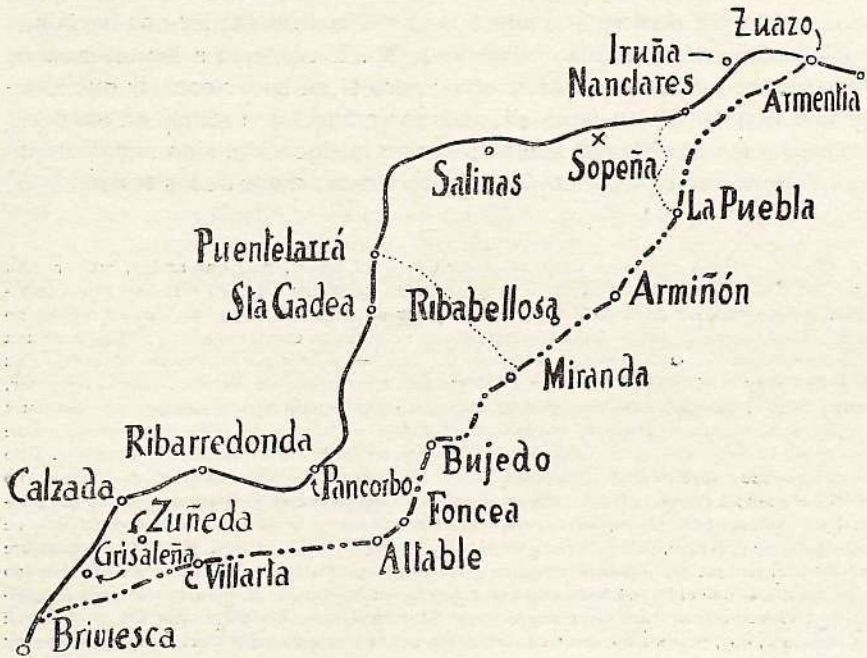 Zuazo
Iruña
Nanclares
Armentia
Sopeña
Salinas
La Puebla
Puentelarrá
Sta Gadea
Ribabellosa
Armiñón
Miranda
Ribarredonda
Bujedo
Calzada
Pancorbo
Foncea
Zuñeda
Grisaleña
Villarta
Altable
Briviesca